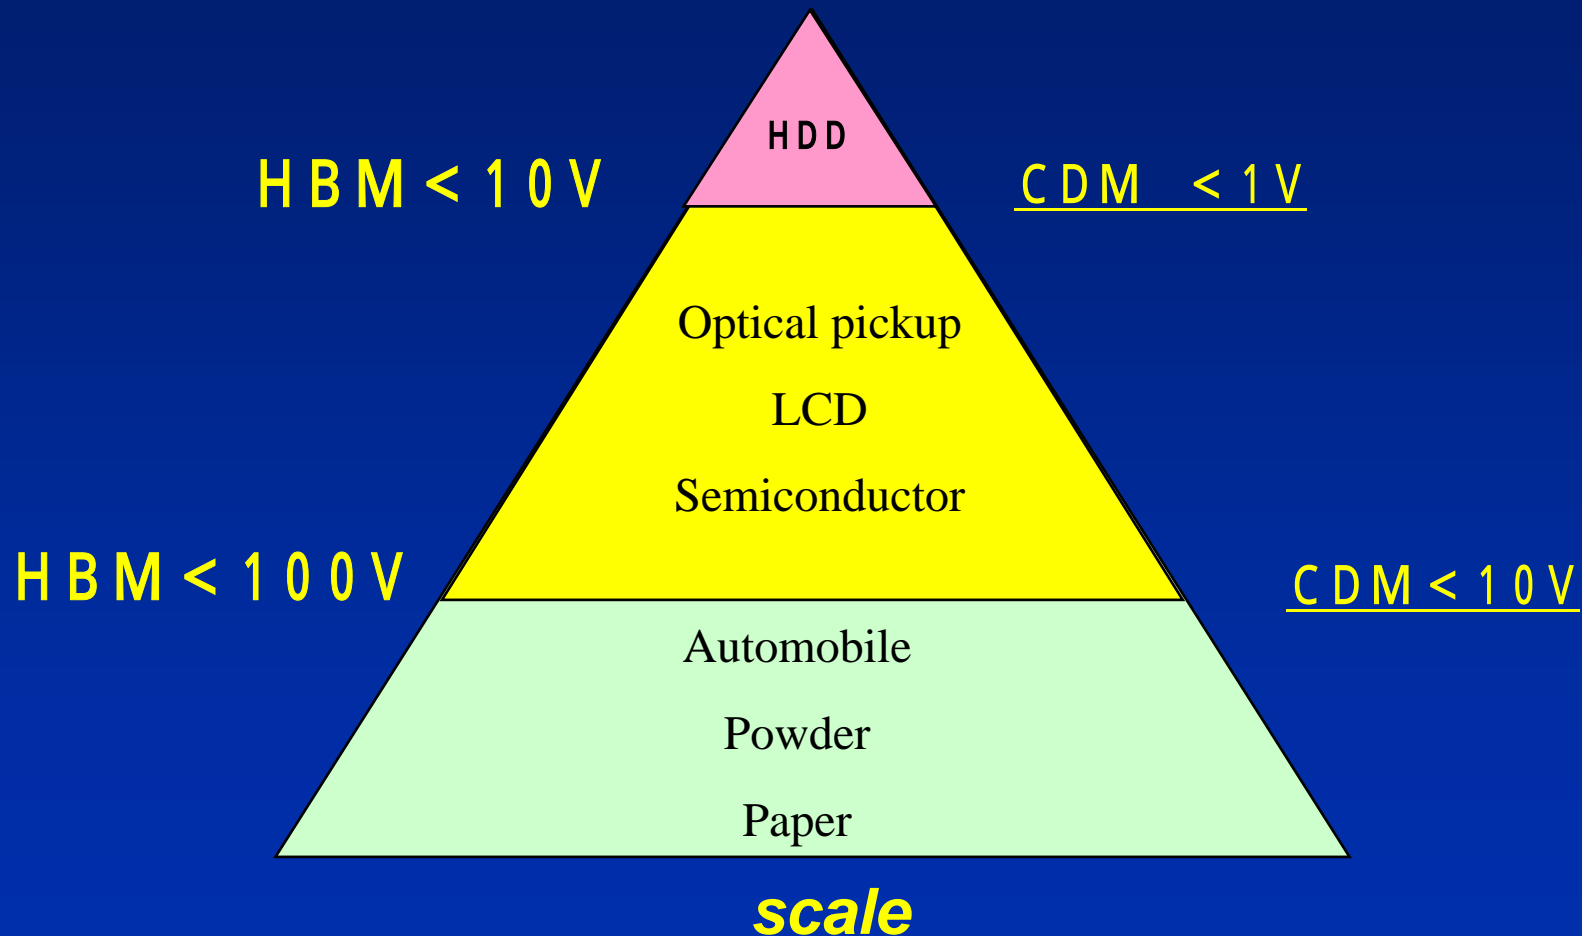 HDD
HBM<10V
CDM <1V
Optical pickup
LCD
Semiconductor
HBM<100V
CDM<10V
Automobile
Powder
Paper
scale